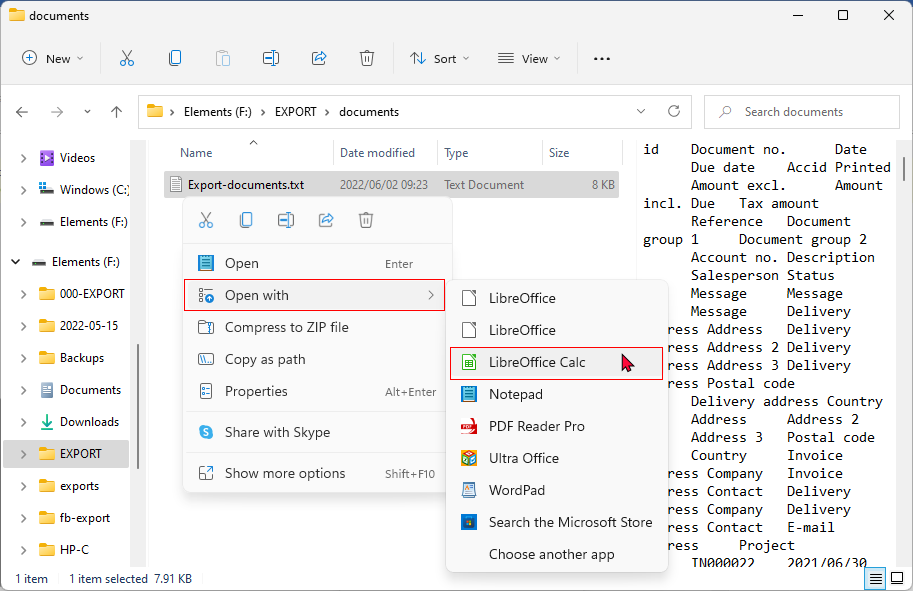 documents
New
Sort
View
Elements (F:) EXPORT documents
Search documents
Name Date modified Type Size
Export-documents.txt 2022/06/02 09:23 Text Document 8 KB
Videos
Windows (C:)
Elements (F:)
Elements (F:)
000-EXPORT
2022-05-15
Backups
Documents
Downloads
EXPORT
exports
fb-export
HP-C
Open Enter
Open with
Compress to ZIP file
Copy as path
Properties Alt+Enter
Share with Skype
Show more options Shift+F10
LibreOffice
LibreOffice
LibreOffice Calc
Notepad
PDF Reader Pro
Ultra Office
WordPad
Search the Microsoft Store
Choose another app
id Document no. Date
Due date Accid Printed
Amount excl. Amount
incl. Due Tax amount
Reference Document
group 1 Document group 2
Account no. Description
Salesperson Status
Message Message
Message Delivery
ress Address Delivery
ress Address 2 Delivery
ress Address 3 Delivery
ress Postal code
Delivery address Country
Address Address 2
Address 3 Postal code
Country Invoice
ress Company Invoice
ress Contact Delivery
ress Company Delivery
ress Contact E-mail
ress Project
IN000022 2021/06/30
1 item 1 item selected 7.91 KB